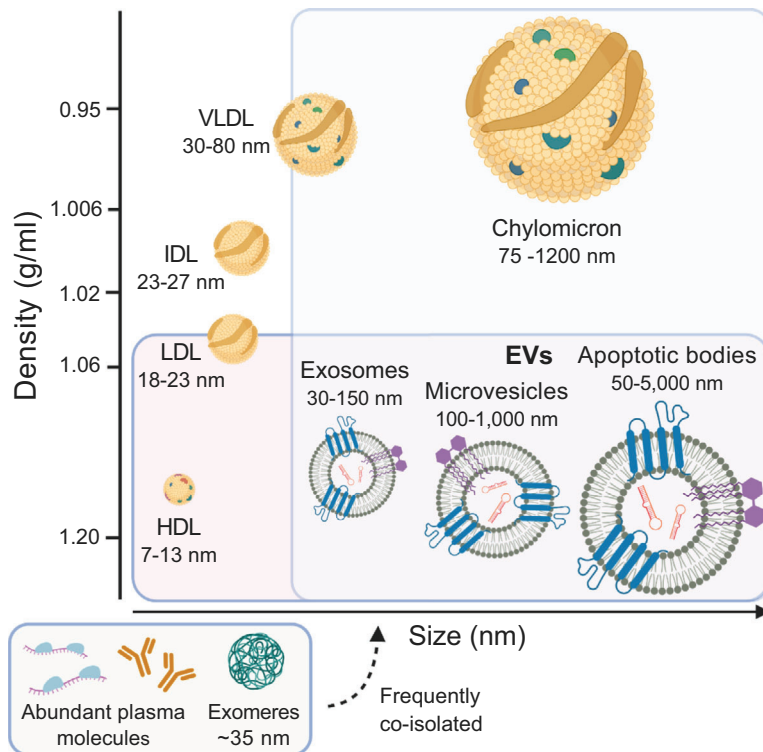 0.95
1.006
1.02
1.06
1.20
Density (g/ml)
VLDL
30-80 nm
Chylomicron
75 -1200 nm
IDL
23-27 nm
LDL
18-23 nm
EVs
Exosomes
30-150 nm
Microvesicles
100-1,000 nm
Apoptotic bodies
50-5,000 nm
HDL
7-13 nm
Size (nm)
Abundant plasma
molecules
Exomeres
~35 nm
Frequently
co-isolated